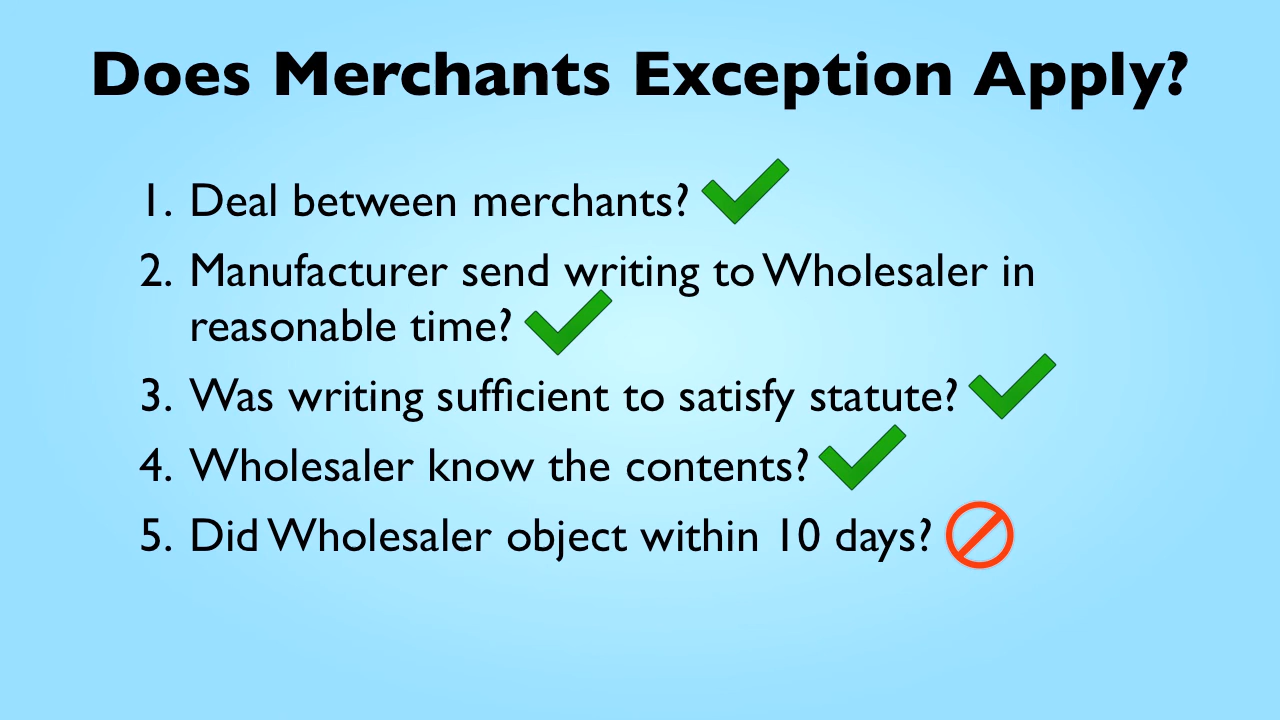 Does Merchants Exception Apply?
1. Deal between merchants?
2. Manufacturer send writing to Wholesaler in
reasonable time?
3. Was writing sufficient to satisfy statute?
4. Wholesaler know the contents?
5. Did Wholesaler object within 10 days?